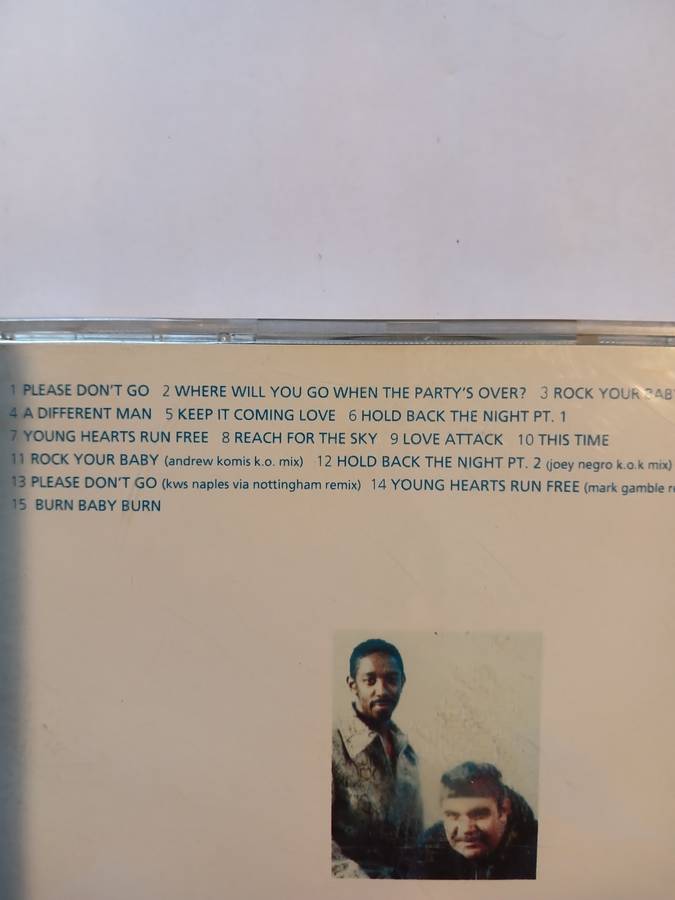 1 PLEASE DON'T GO 2 WHERE WILL YOU GO WHEN THE PARTY'S OVER? 3 ROCK YOUR BABY
4 A DIFFERENT MAN 5 KEEP IT COMING LOVE 6 HOLD BACK THE NIGHT PT. 1
7 YOUNG HEARTS RUN FREE 8 REACH FOR THE SKY 9 LOVE ATTACK 10 THIS TIME
11 ROCK YOUR BABY (andrew komis k.o. mix) 12 HOLD BACK THE NIGHT PT. 2 (joey negro k.o.k mix)
13 PLEASE DON'T GO (kws naples via nottingham remix) 14 YOUNG HEARTS RUN FREE (mark gamble
15 BURN BABY BURN